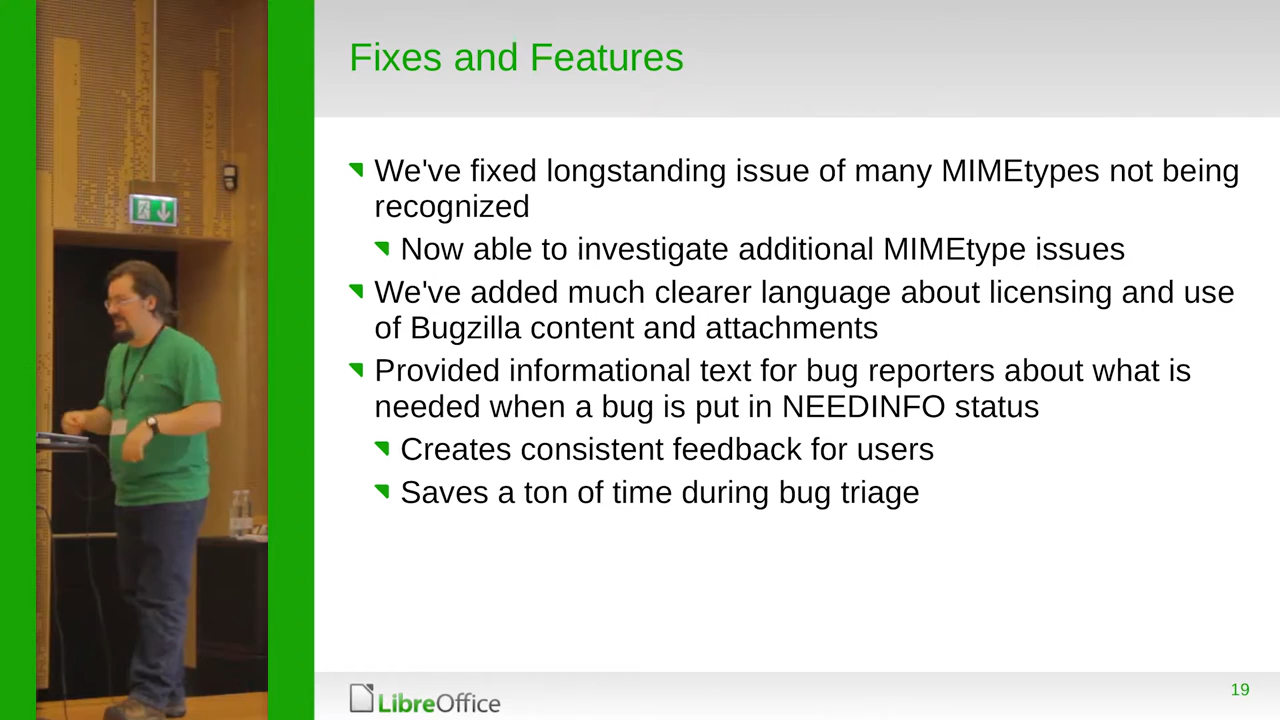 Fixes and Features
We've fixed longstanding issue of many MIMEtypes not being
recognized
Now able to investigate additional MIMEtype issues
We've added much clearer language about licensing and use
of Bugzilla content and attachments
Provided informational text for bug reporters about what is
needed when a bug is put in NEEDINFO status
Creates consistent feedback for users
Saves a ton of time during bug triage
LibreOffice
19